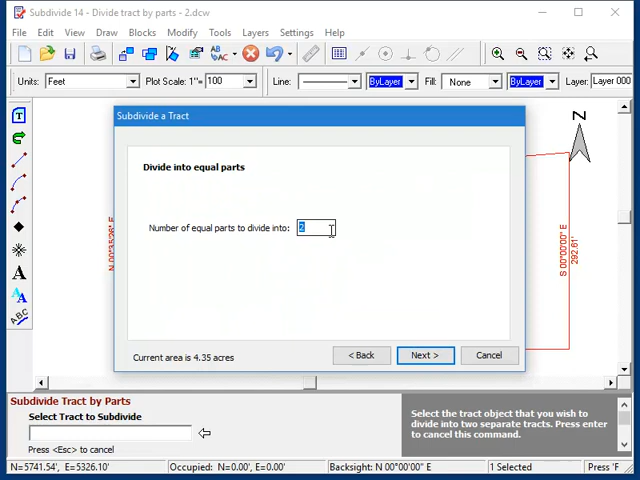 Subdivide 14 - Divide tract by parts - 2.dcw
File Edit View Draw Blocks Modify Tools Layers Settings Help
Units: Feet Plot Scale: 1"= 100 Line: ByLayer Fill: None ByLayer Layer: Layer 000
Subdivide a Tract
N
Divide into equal parts
Number of equal parts to divide into: 2
S 00°00'00" E
292.61'
Current area is 4.35 acres
< Back Next > Cancel
Subdivide Tract by Parts
Select Tract to Subdivide
Press <Esc> to cancel
Select the tract object that you wish to
divide into two separate tracts. Press enter
to cancel this command.
N=5741.54', E=5326.10' Occupied: N=0.00', E=0.00' Backsight: N 00°00'00" E 1 Selected Press 'F